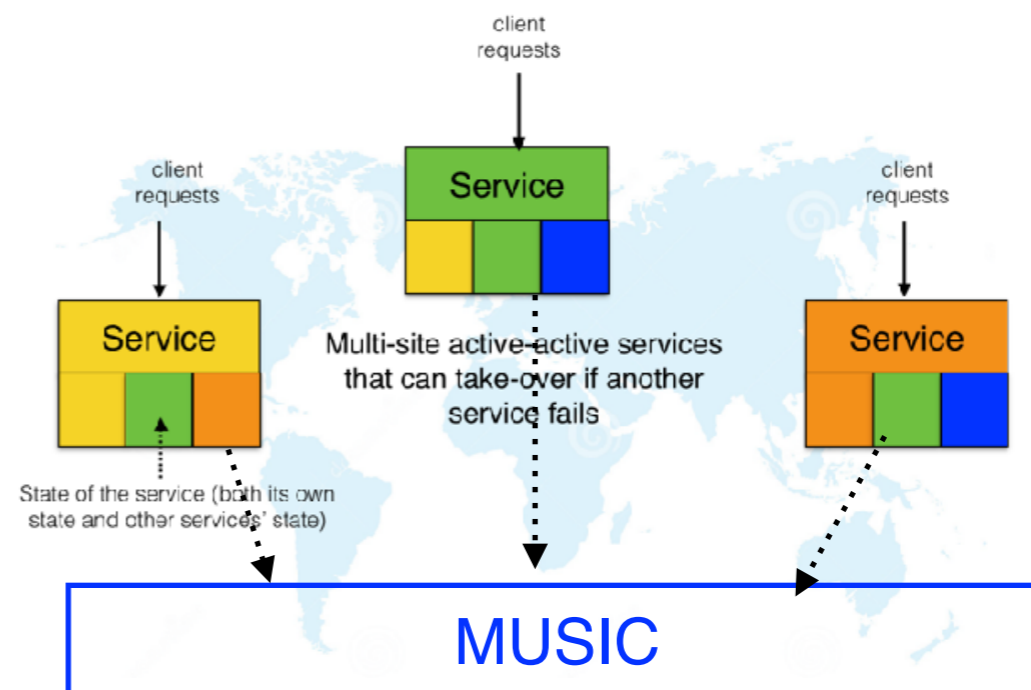 client
requests
client
requests
Service
client
requests
Service
Multi-site active-active services
that can take-over if another
service fails
Service
State of the service (both its own
state and other services' state)
MUSIC